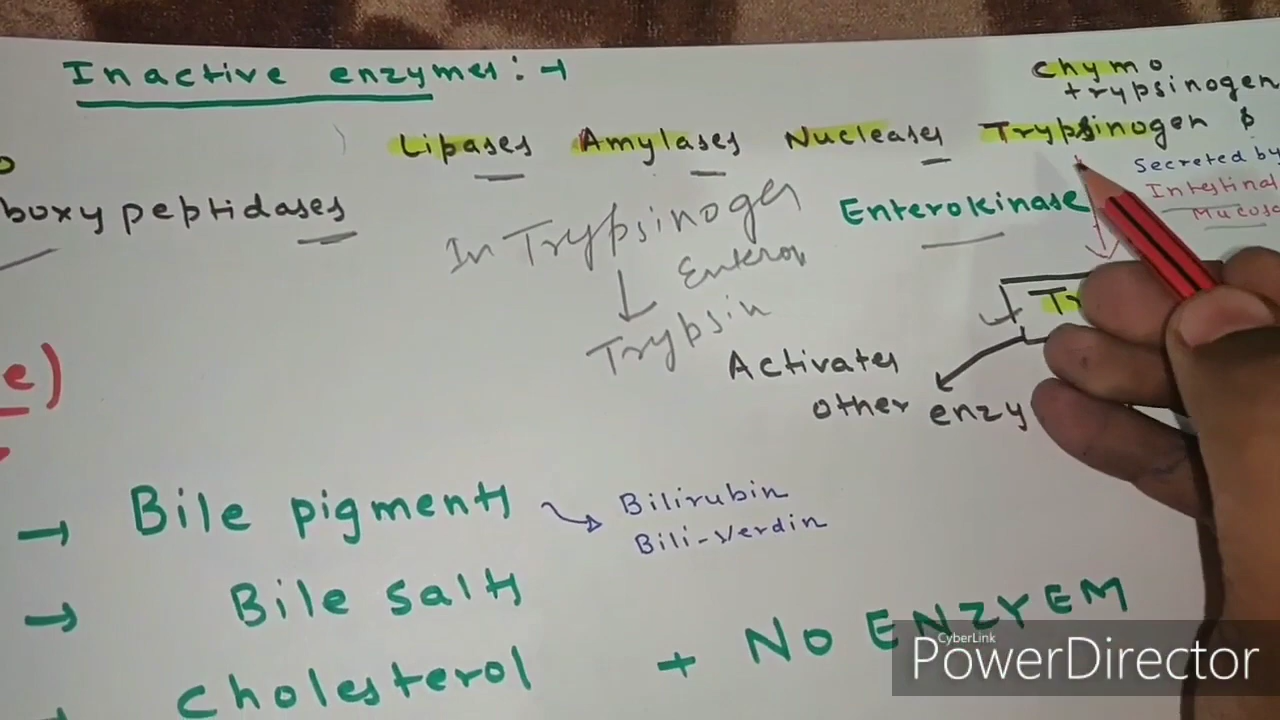 Inactive enzymes:→
chymo
trypsinogen
Lipases Amylases Nucleases Trypsinogen &
Secreted by
Intestinal
Mucosa
boxypeptidases
Enterokinase
In Trypsinogen
Trypsin
Activates
other enzy
e)
→ Bile pigments
Bilirubin
Bili-verdin
→ Bile salts
cholesterol
+ NO ENZYEM
CyberLink
PowerDirector